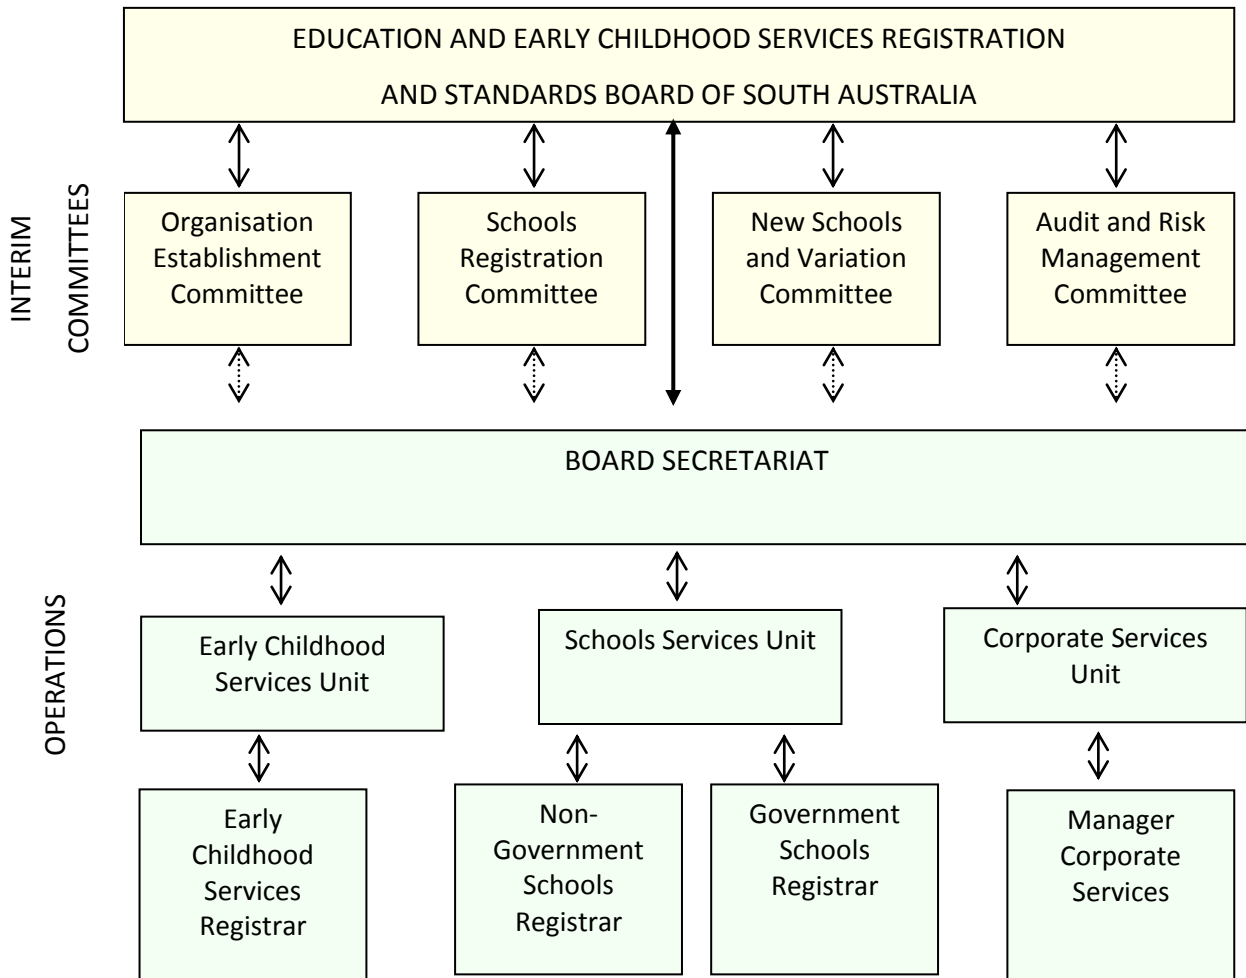 EDUCATION AND EARLY CHILDHOOD SERVICES REGISTRATION
AND STANDARDS BOARD OF SOUTH AUSTRALIA
INTERIM
COMMITTEES
Organisation
Establishment
Committee
Schools
Registration
Committee
New Schools
and Variation
Committee
Audit and Risk
Management
Committee
BOARD SECRETARIAT
OPERATIONS
Early Childhood
Services Unit
Schools Services Unit
Corporate Services
Unit
Early
Childhood
Services
Registrar
Non-
Government
Schools
Registrar
Government
Schools
Registrar
Manager
Corporate
Services